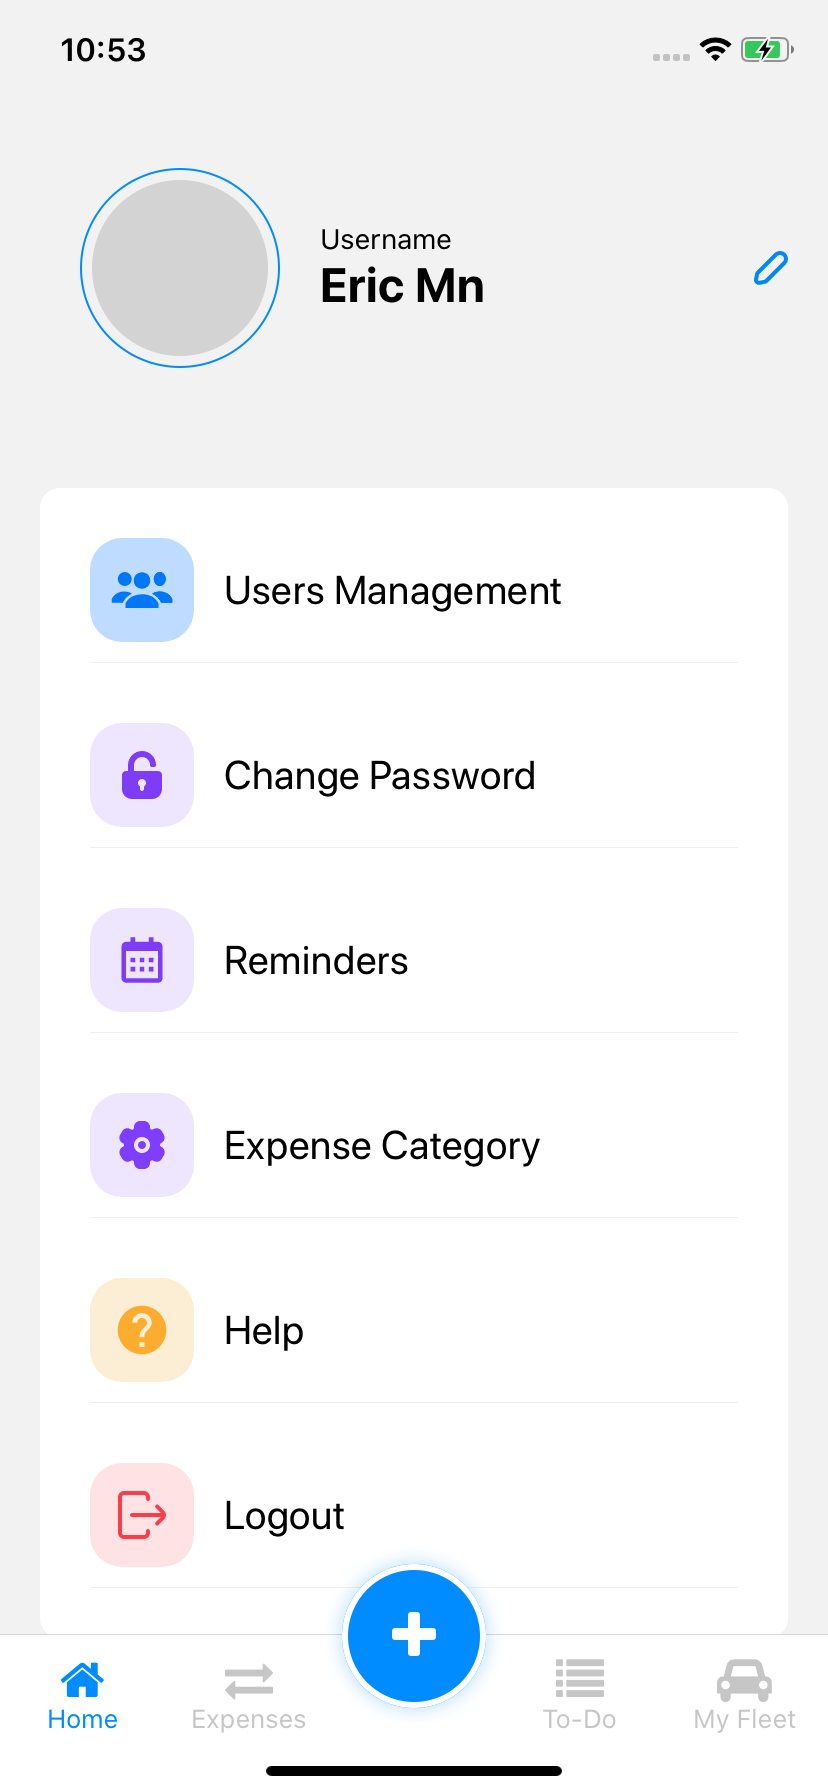 10:53
Username
Eric Mn
Users Management
Change Password
Reminders
Expense Category
Help
Logout
Home
Expenses
To-Do
My Fleet